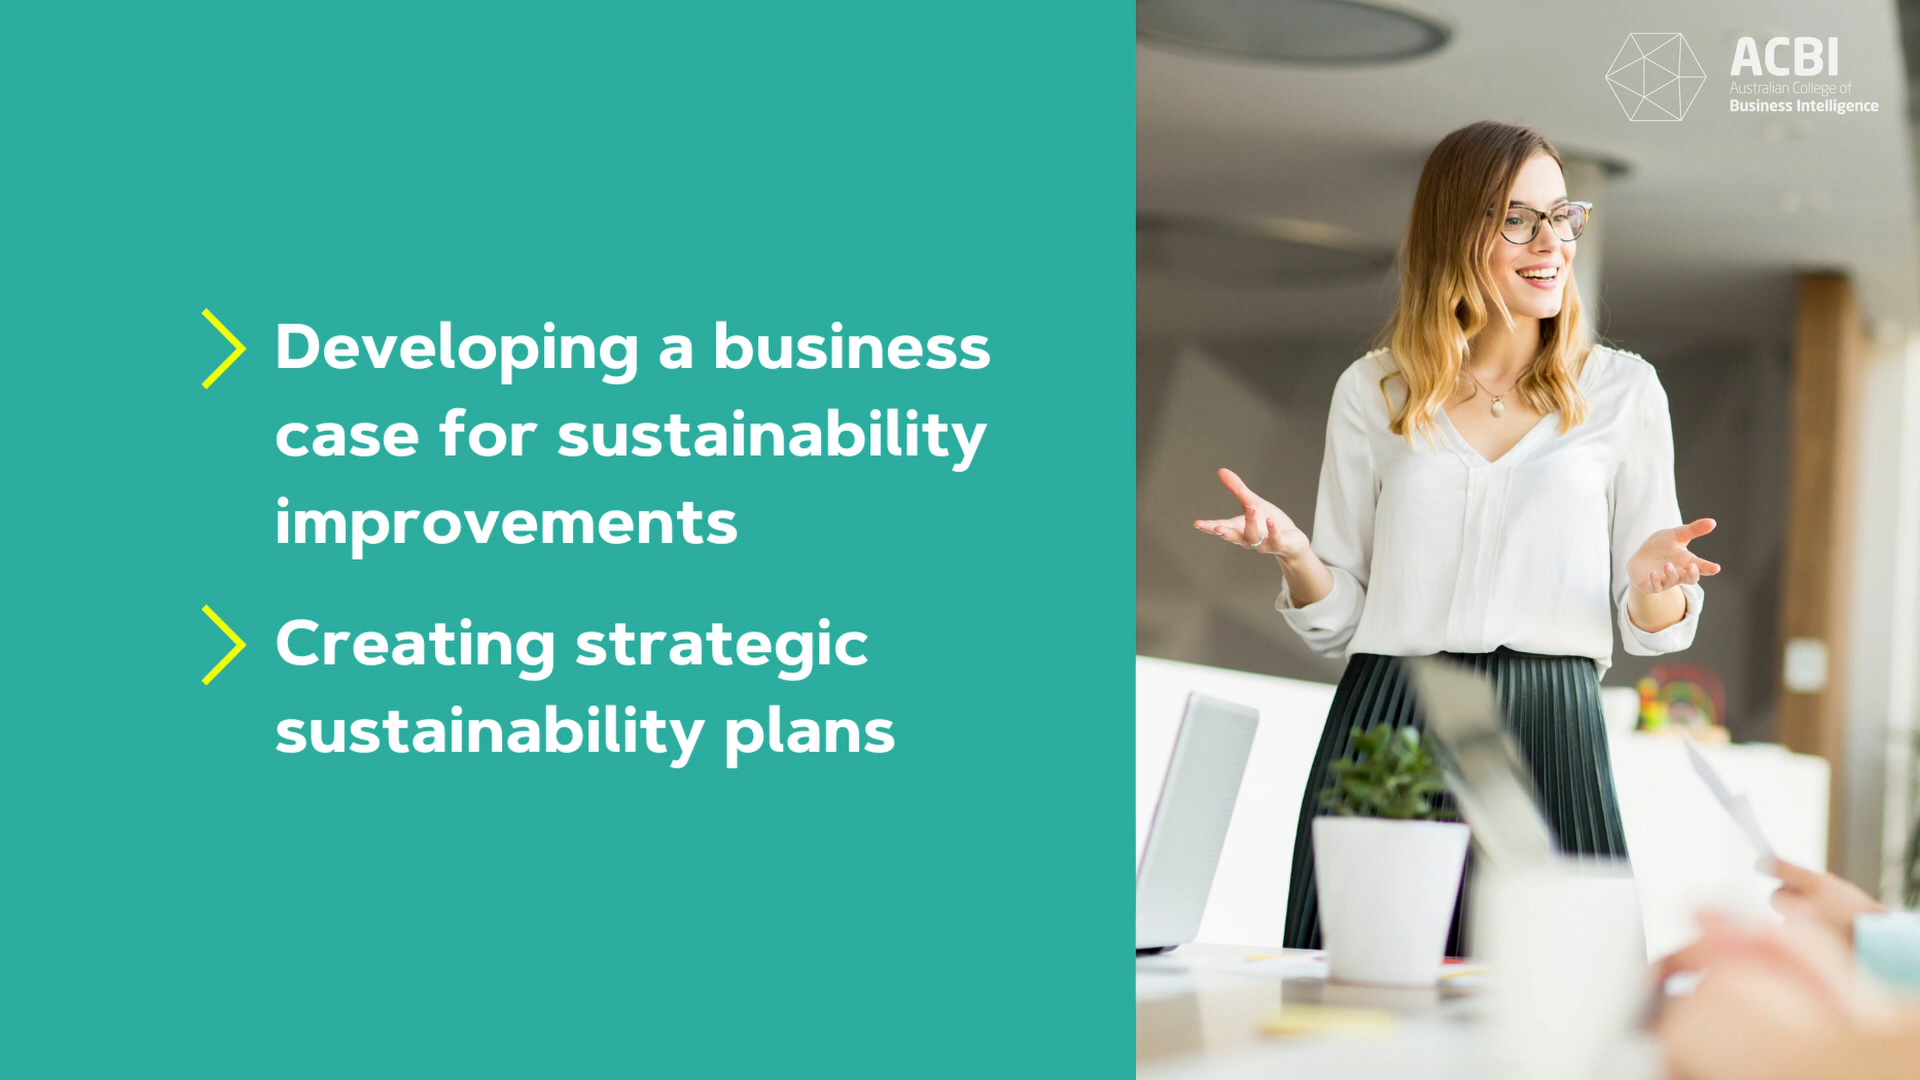 Developing a business
case for sustainability
improvements
Creating strategic
sustainability plans
ACBI
Australian College of
Business Intelligence